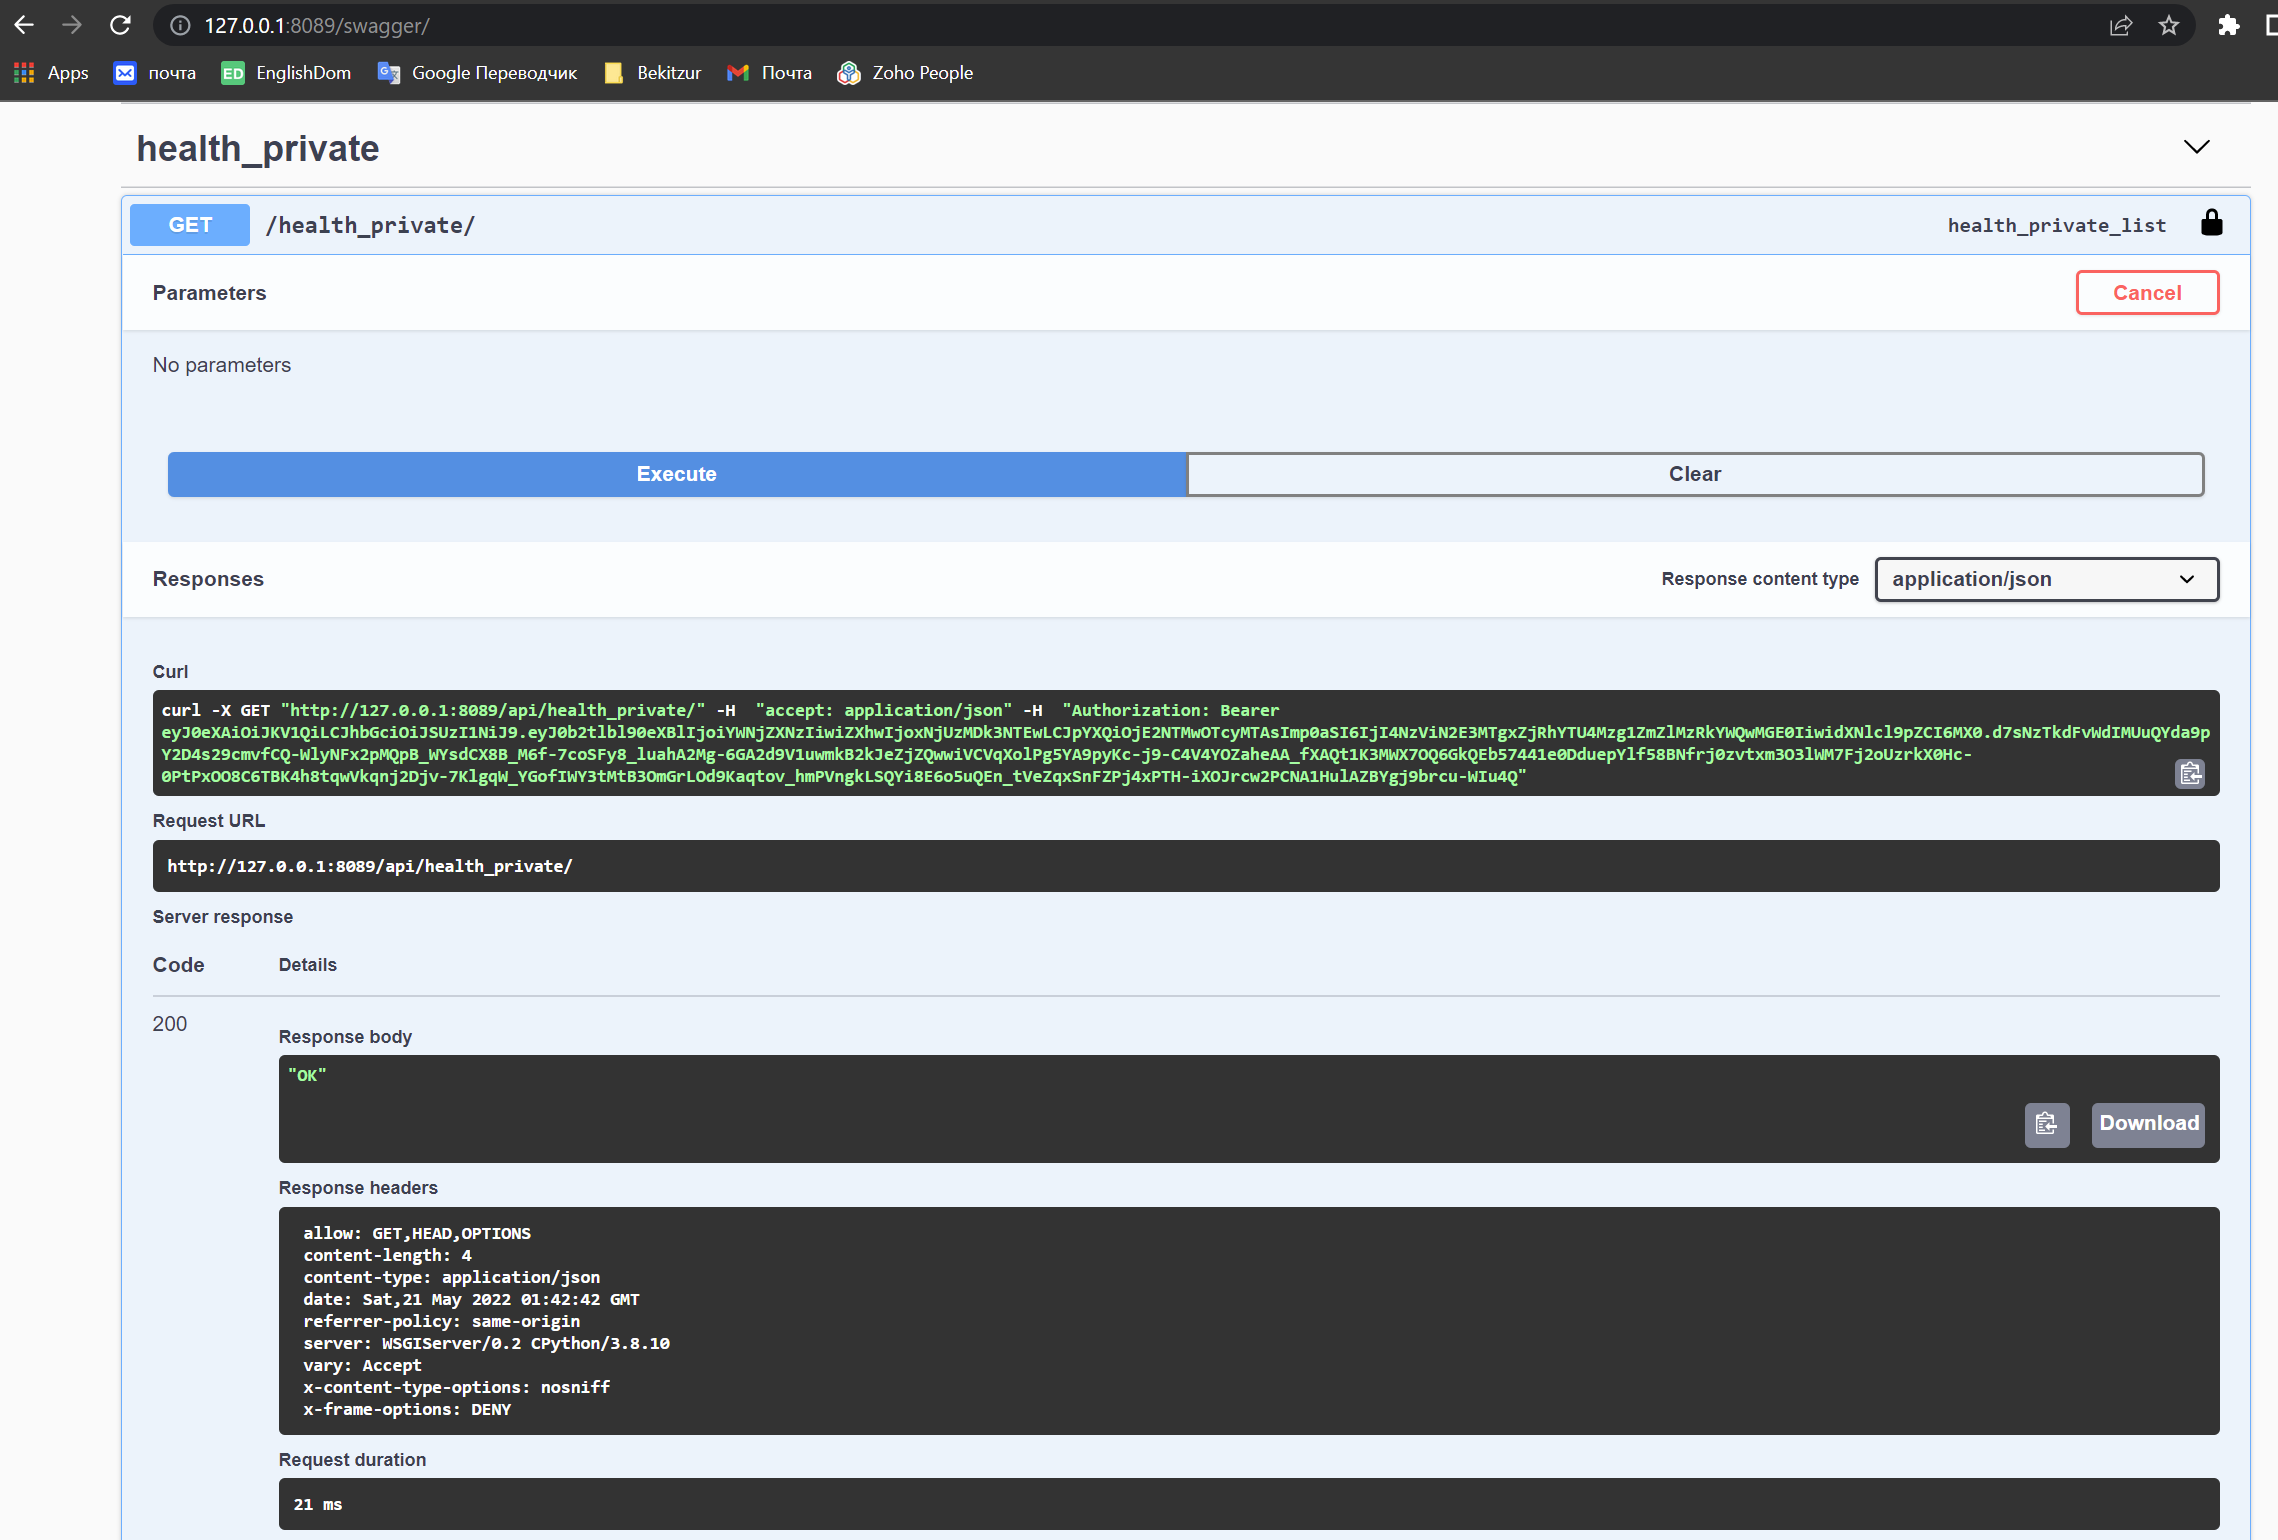 127.0.0.1:8089/swagger/
Apps почта EnglishDom Google Переводчик Bekitzur Почта Zoho People
health_private
GET /health_private/ health_private_list
Parameters Cancel
No parameters
Execute Clear
Responses Response content type application/json
Curl
curl -X GET "http://127.0.0.1:8089/api/health_private/" -H  "accept: application/json" -H  "Authorization: Bearer
eyJ0eXAiOiJKV1QiLCJhbGciOiJSUzI1NiJ9.eyJ0b2tlbl90eXBlIjoiYWNjZXNzIiwiZXhwIjoxNjUzMDk3NTEwLCJpYXQiOjE2NTMwOTcyMTAsImp0aSI6IjI4NzViN2E3MTgxZjRhYTU4Mzg1ZmZlMzRkYWQwMGE0IiwidXNlcl9pZCI6MX0.d7sNzTkdFvWdIMUuQYda9p
Y2D4s29cmvfCQ-WlyNFx2pMQpB_WYsdCX8B_M6f-7coSFy8_luahA2Mg-6GA2d9V1uwmkB2kJeZjZQwwiVCVqXolPg5YA9pyKc-j9-C4V4YOZaheAA_fXAQt1K3MWX7OQ6GkQEb57441e0DduepYlf58BNfrj0zvtxm3O3lWM7Fj2oUzrkX0Hc-
0PtPxOO8C6TBK4h8tqwVkqnj2Djv-7KlgqW_YGofIWY3tMtB3OmGrLOd9Kaqtov_hmPVngkLSQYi8E6o5uQEn_tVeZqxSnFZPj4xPTH-iXOJrcw2PCNA1HulAZBYgj9brcu-WIu4Q"
Request URL
http://127.0.0.1:8089/api/health_private/
Server response
Code Details
200
Response body
"OK"
Download
Response headers
allow: GET,HEAD,OPTIONS
content-length: 4
content-type: application/json
date: Sat,21 May 2022 01:42:42 GMT
referrer-policy: same-origin
server: WSGIServer/0.2 CPython/3.8.10
vary: Accept
x-content-type-options: nosniff
x-frame-options: DENY
Request duration
21 ms